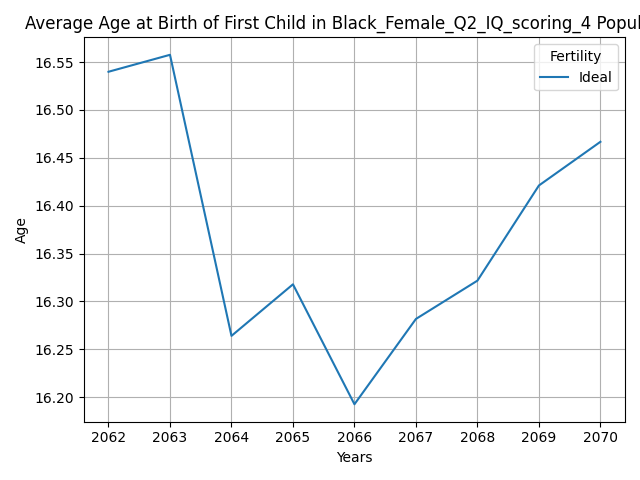 Average Age at Birth of First Child in Black_Female_Q2_IQ_scoring_4 Popul
Fertility
Ideal
16.55
16.50
16.45
16.40
16.35
16.30
16.25
16.20
Age
2062 2063 2064 2065 2066 2067 2068 2069 2070
Years